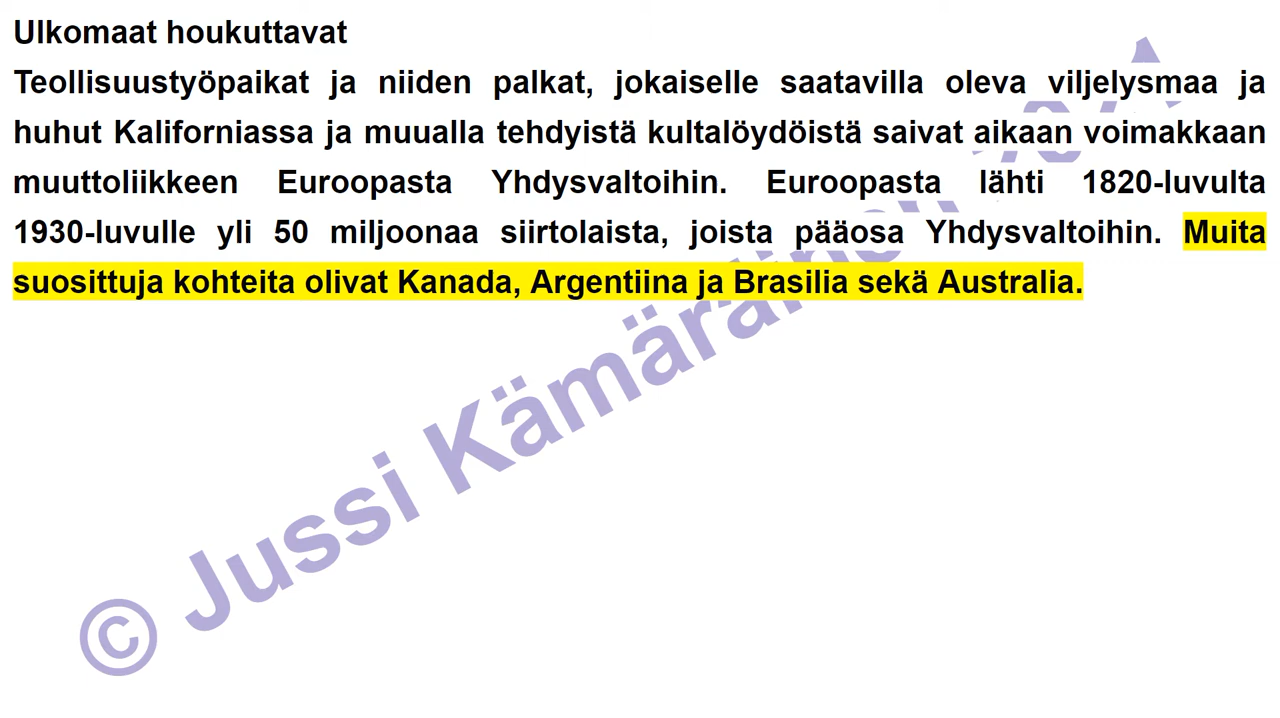 Ulkomaat houkuttavat
Teollisuustyöpaikat ja niiden palkat, jokaiselle saatavilla oleva viljelysmaa ja
huhut Kaliforniassa ja muualla tehdyistä kultalöydöistä saivat aikaan voimakkaan
muuttoliikkeen Euroopasta Yhdysvaltoihin. Euroopasta lähti 1820-luvulta
1930-luvulle yli 50 miljoonaa siirtolaista, joista pääosa Yhdysvaltoihin. Muita
suosittuja kohteita olivat Kanada, Argentiina ja Brasilia sekä Australia.
© Jussi Kämäräinen